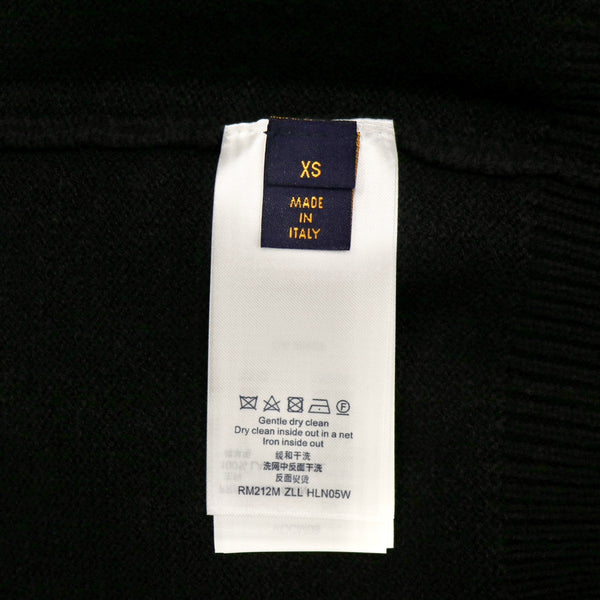 XS
MADE
IN
ITALY
F
Gentle dry clean
Dry clean inside out in a net
Iron inside out
缓和干洗
洗网中反面干洗
反面熨烫
RM212M ZLL HLN05W